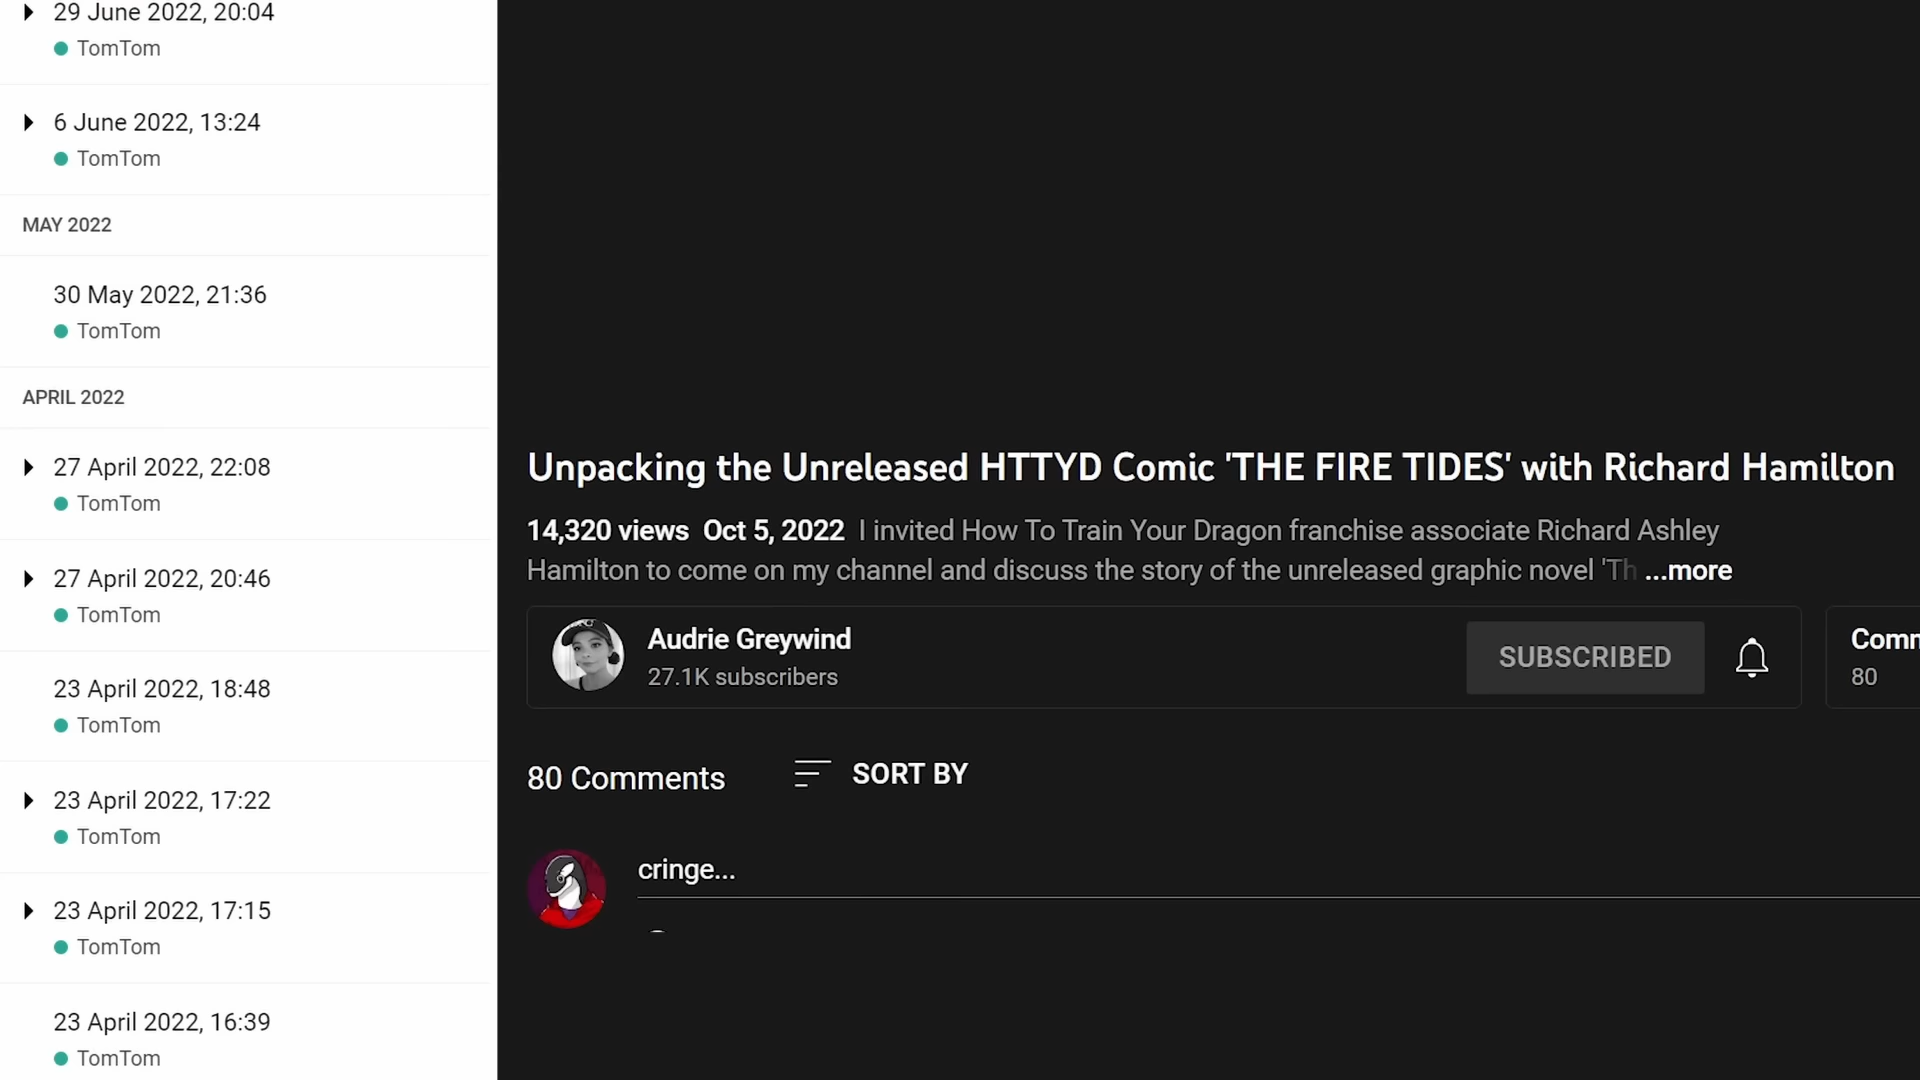 29 June 2022, 20:04
TomTom
6 June 2022, 13:24
TomTom
MAY 2022
30 May 2022, 21:36
TomTom
APRIL 2022
27 April 2022, 22:08
TomTom
27 April 2022, 20:46
TomTom
23 April 2022, 18:48
TomTom
23 April 2022, 17:22
TomTom
23 April 2022, 17:15
TomTom
23 April 2022, 16:39
TomTom
Unpacking the Unreleased HTTYD Comic 'THE FIRE TIDES' with Richard Hamilton
14,320 views Oct 5, 2022 I invited How To Train Your Dragon franchise associate Richard Ashley
Hamilton to come on my channel and discuss the story of the unreleased graphic novel 'Th ...more
Audrie Greywind
27.1K subscribers
SUBSCRIBED
Comm
80
80 Comments
SORT BY
cringe...